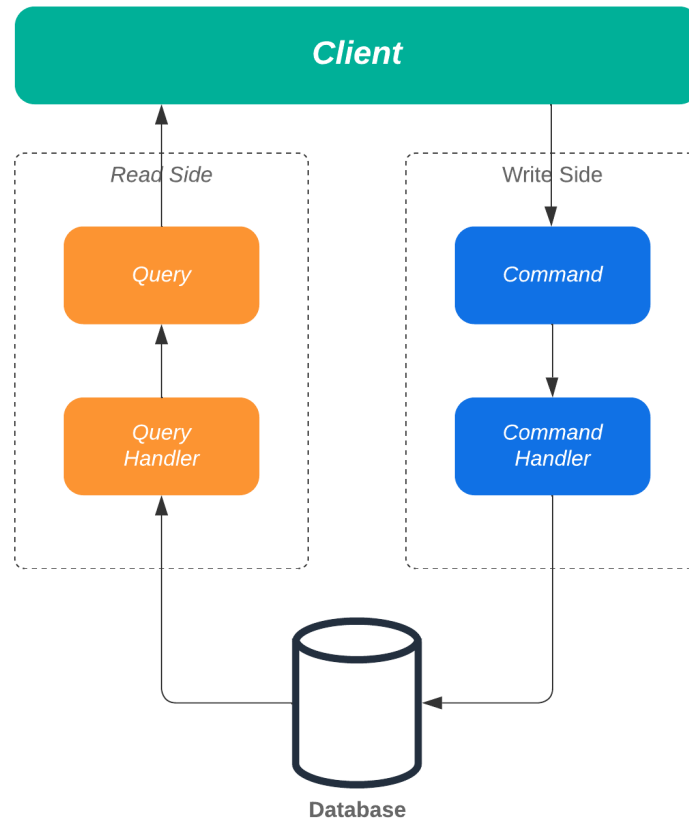 Client
Read Side
Write Side
Query
Command
Query
Handler
Command
Handler
Database